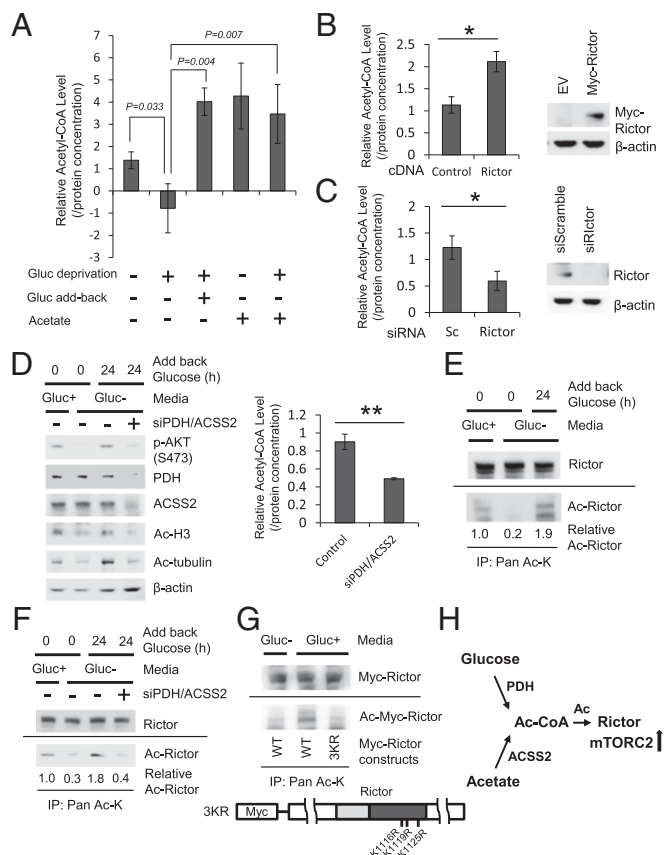 A
P=0.007
P=0.004
P=0.033
Relative Acetyl-CoA Level
(/protein concentration)
7
6
5
4
3
2
1
0
-1
-2
-3
Gluc deprivation - + + - +
Gluc add-back - - + - -
Acetate - - - + +
B
*
Relative Acetyl-CoA Level
(/protein concentration)
2.5
2
1.5
1
0.5
0
cDNA Control Rictor
EV
Myc-Rictor
Myc-
Rictor
β-actin
C
*
Relative Acetyl-CoA Level
(/protein concentration)
2
1.5
1
0.5
0
siRNA Sc Rictor
siScramble
siRIctor
Rictor
β-actin
D
0 0 24 24 Add back
Glucose (h)
Gluc+ Gluc- Media
- - - + siPDH/ACSS2
p-AKT
(S473)
PDH
ACSS2
Ac-H3
Ac-tubulin
β-actin
**
Relative Acetyl-CoA Level
(/protein concentration)
1.2
1
0.8
0.6
0.4
0.2
0
Control
siPDH/ACSS2
E
0 0 24 Add back
Glucose (h)
Gluc+ Gluc- Media
Rictor
Ac-Rictor
1.0 0.2 1.9 Relative
Ac-Rictor
IP: Pan Ac-K
F
0 0 24 24 Add back
Glucose (h)
Gluc+ Gluc- Media
- - - + siPDH/ACSS2
Rictor
Ac-Rictor
1.0 0.3 1.8 0.4 Relative
Ac-Rictor
IP: Pan Ac-K
G
Gluc- Gluc+ Media
Myc-Rictor
Ac-Myc-Rictor
WT WT 3KR Myc-Rictor
constructs
IP: Pan Ac-K
Rictor
3KR Myc
K1116R
K1119R
K1125R
H
Glucose
PDH
Ac
Ac-CoA Rictor
mTORC2
ACSS2
Acetate